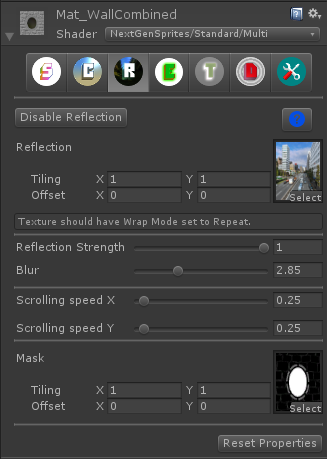 Mat_WallCombined
Shader NextGenSprites/Standard/Multi
S C R E T D
Disable Reflection
Reflection
Tiling X 1 Y 1
Offset X 0 Y 0
Select
Texture should have Wrap Mode set to Repeat.
Reflection Strength 1
Blur 2.85
Scrolling speed X 0.25
Scrolling speed Y 0.25
Mask
Tiling X 1 Y 1
Offset X 0 Y 0
Select
Reset Properties